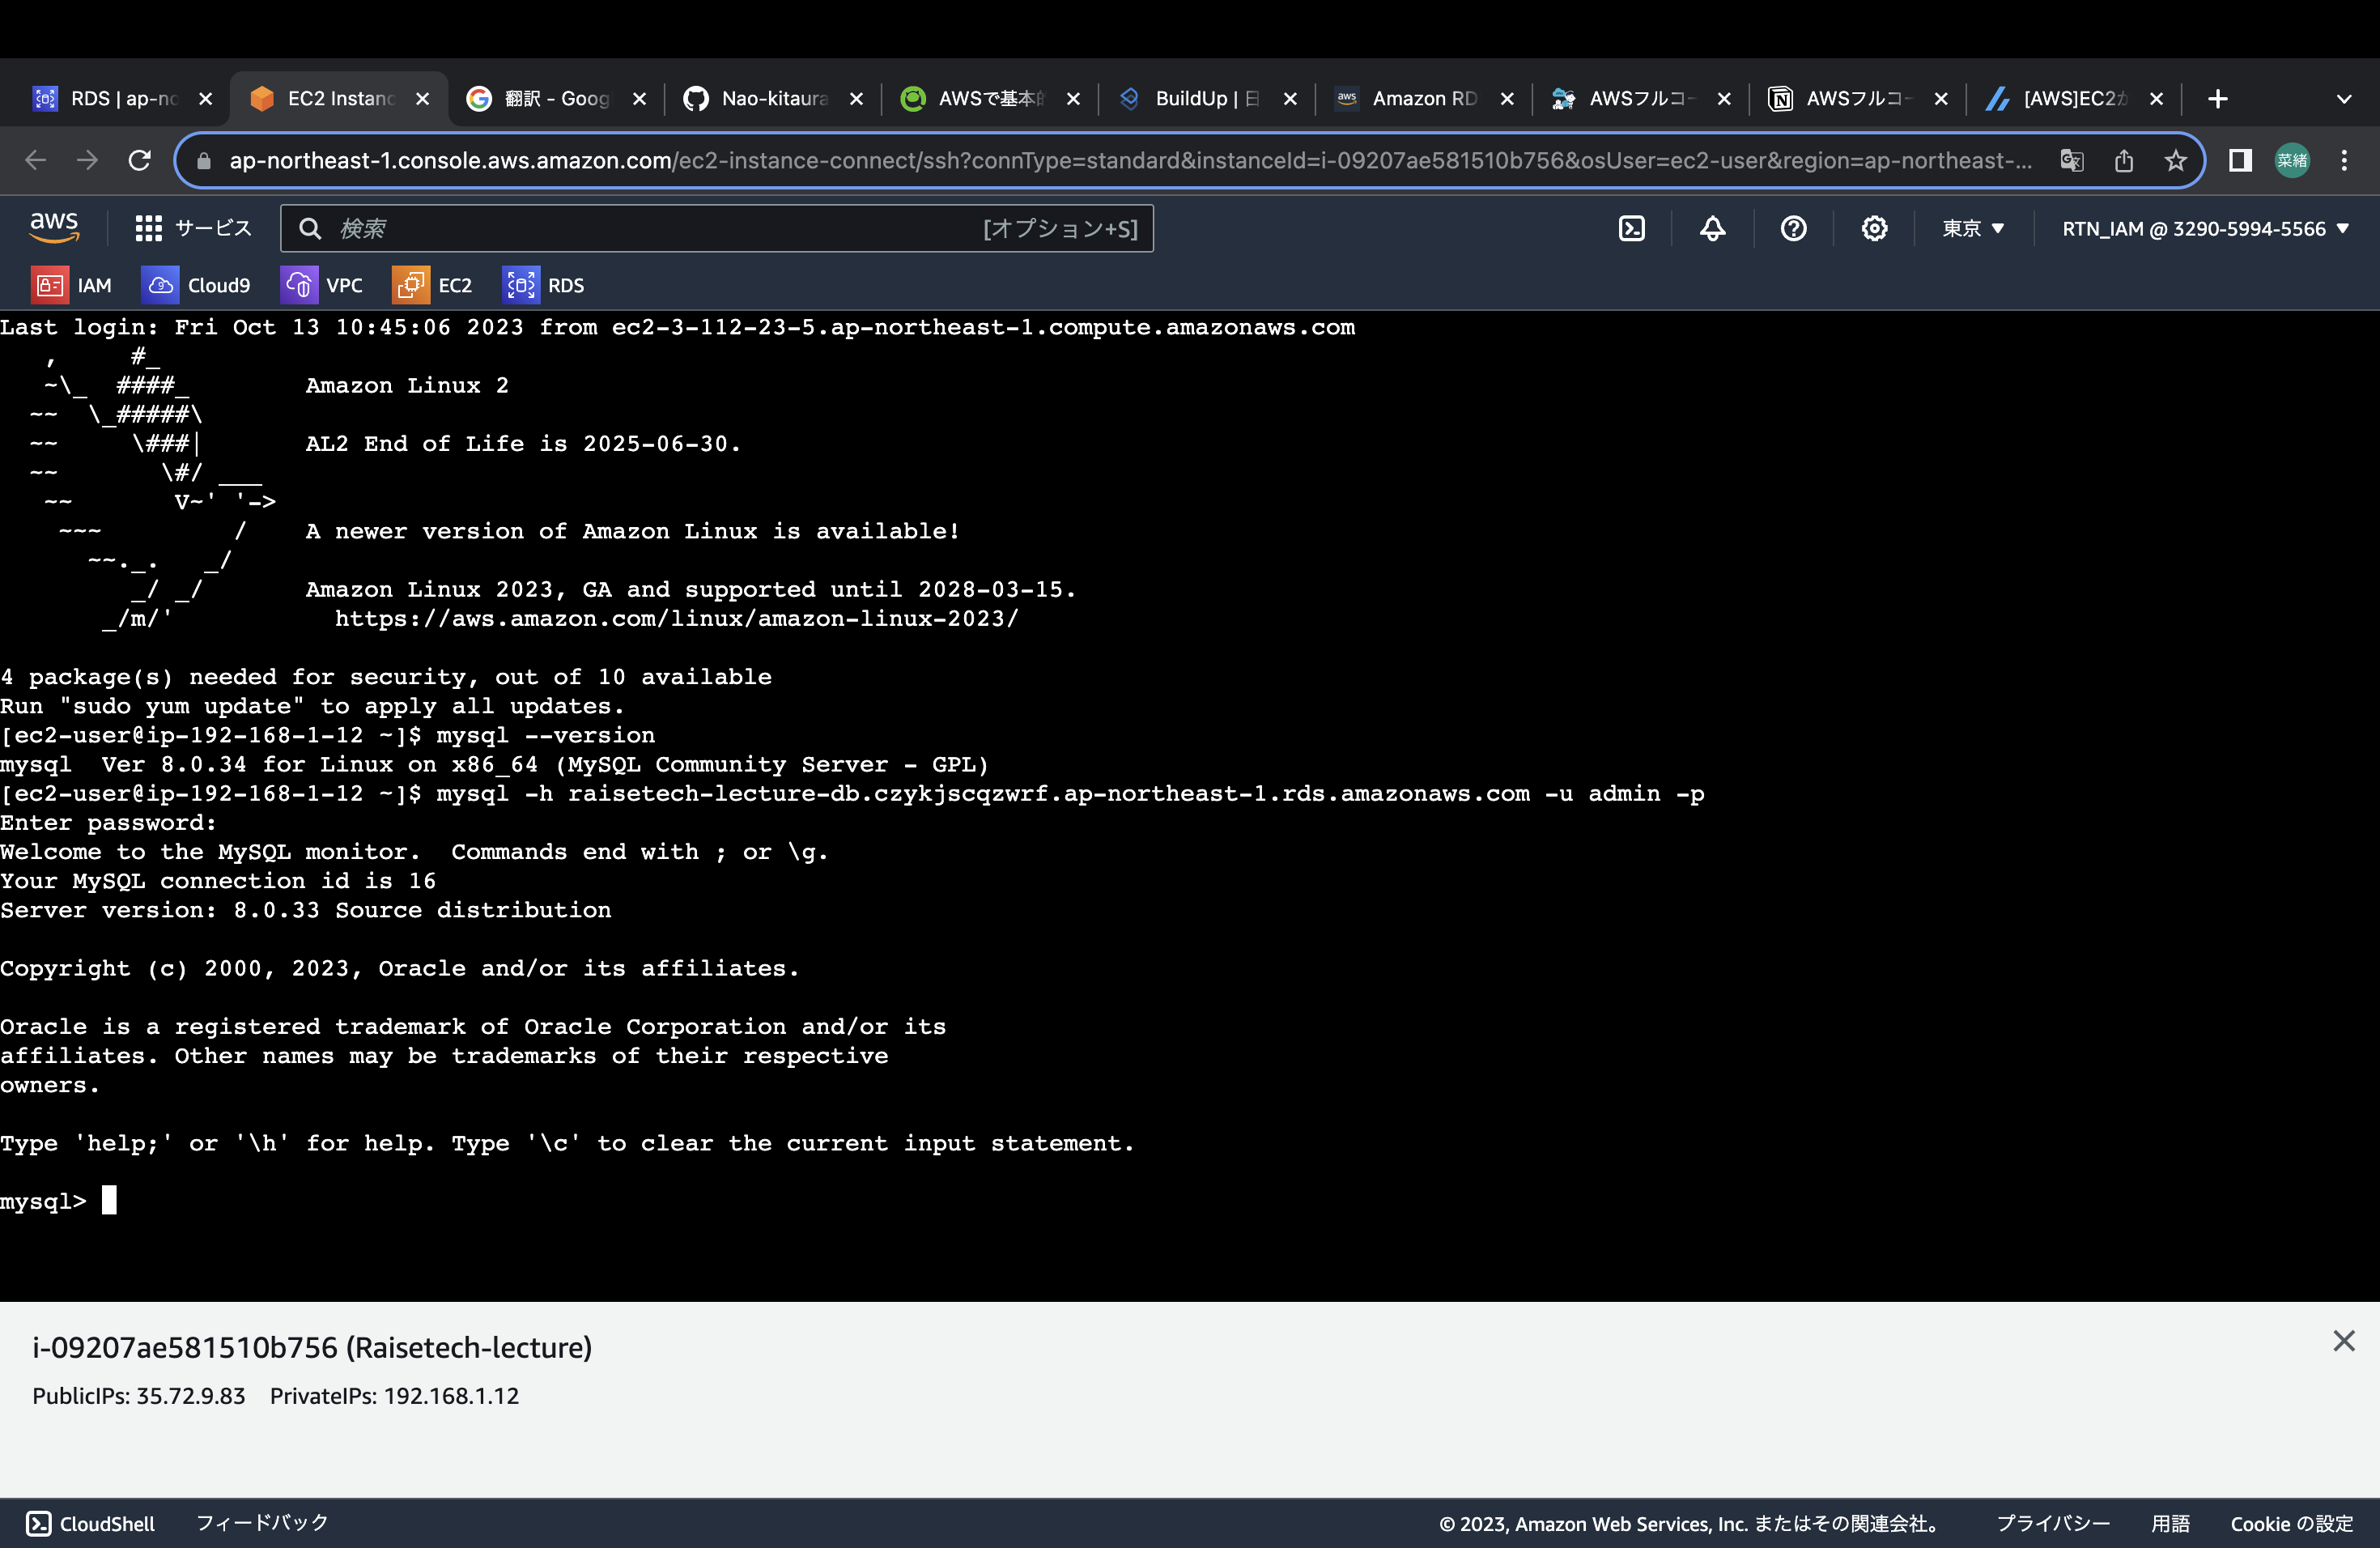 RDS | ap-no
EC2 Instanc
翻訳 - Goog
Nao-kitaura
AWSで基本的
BuildUp | 日
Amazon RD
AWSフルコー
AWSフルコー
[AWS]EC2か
ap-northeast-1.console.aws.amazon.com/ec2-instance-connect/ssh?connType=standard&instanceId=i-09207ae581510b756&osUser=ec2-user&region=ap-northeast-...
菜緒
aws
サービス
検索
[オプション+S]
東京
RTN_IAM @ 3290-5994-5566
IAM
Cloud9
VPC
EC2
RDS
Last login: Fri Oct 13 10:45:06 2023 from ec2-3-112-23-5.ap-northeast-1.compute.amazonaws.com
   ,     #_
   ~\_  ####_        Amazon Linux 2
  ~~  \_#####\
  ~~     \###|       AL2 End of Life is 2025-06-30.
  ~~       \#/ ___
   ~~       V~' '->
    ~~~         /    A newer version of Amazon Linux is available!
      ~~._.   _/
         _/ _/       Amazon Linux 2023, GA and supported until 2028-03-15.
       _/m/'           https://aws.amazon.com/linux/amazon-linux-2023/
4 package(s) needed for security, out of 10 available
Run "sudo yum update" to apply all updates.
[ec2-user@ip-192-168-1-12 ~]$ mysql --version
mysql  Ver 8.0.34 for Linux on x86_64 (MySQL Community Server - GPL)
[ec2-user@ip-192-168-1-12 ~]$ mysql -h raisetech-lecture-db.czykjscqzwrf.ap-northeast-1.rds.amazonaws.com -u admin -p
Enter password:
Welcome to the MySQL monitor.  Commands end with ; or \g.
Your MySQL connection id is 16
Server version: 8.0.33 Source distribution
Copyright (c) 2000, 2023, Oracle and/or its affiliates.
Oracle is a registered trademark of Oracle Corporation and/or its
affiliates. Other names may be trademarks of their respective
owners.
Type 'help;' or '\h' for help. Type '\c' to clear the current input statement.
mysql>
i-09207ae581510b756 (Raisetech-lecture)
PublicIPs: 35.72.9.83    PrivateIPs: 192.168.1.12
CloudShell
フィードバック
© 2023, Amazon Web Services, Inc. またはその関連会社。
プライバシー
用語
Cookie の設定